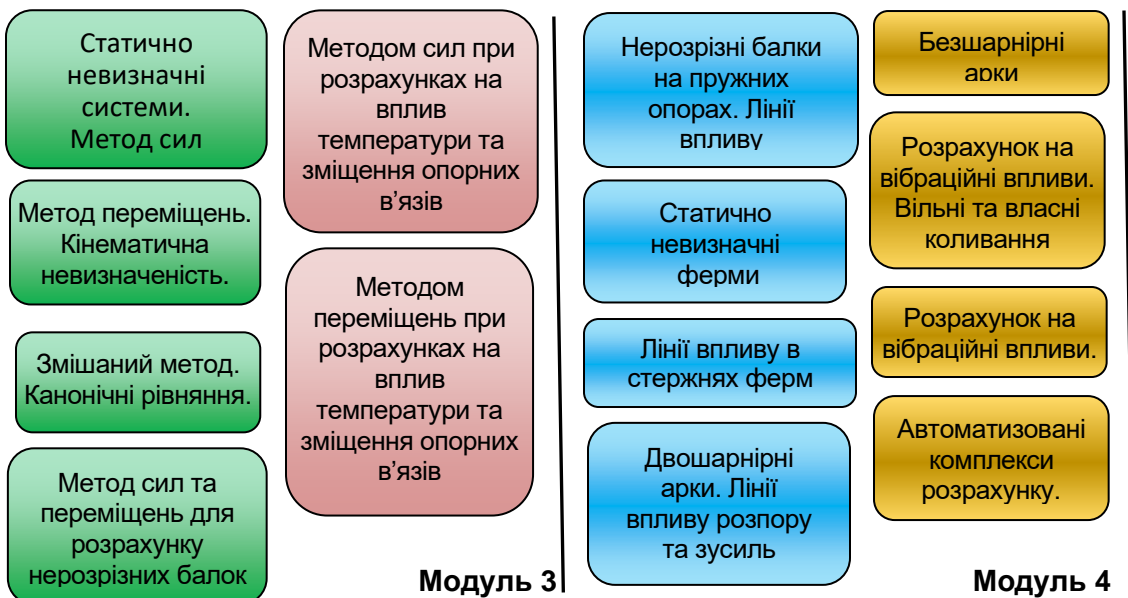 Статично
невизначні
системи.
Метод сил
Метод переміщень.
Кінематична
невизначеність.
Змішаний метод.
Канонічні рівняння.
Метод сил та
переміщень для
розрахунку
нерозрізних балок
Методом сил при
розрахунках на
вплив
температури та
зміщення опорних
в’язів
Методом
переміщень при
розрахунках на
вплив
температури та
зміщення опорних
в’язів
Модуль 3
Нерозрізні балки
на пружних
опорах. Лінії
впливу
Статично
невизначні
ферми
Лінії впливу в
стержнях ферм
Двошарнірні
арки. Лінії
впливу розпору
та зусиль
Безшарнірні
арки
Розрахунок на
вібраційні впливи.
Вільні та власні
коливання
Розрахунок на
вібраційні впливи.
Автоматизовані
комплекси
розрахунку.
Модуль 4